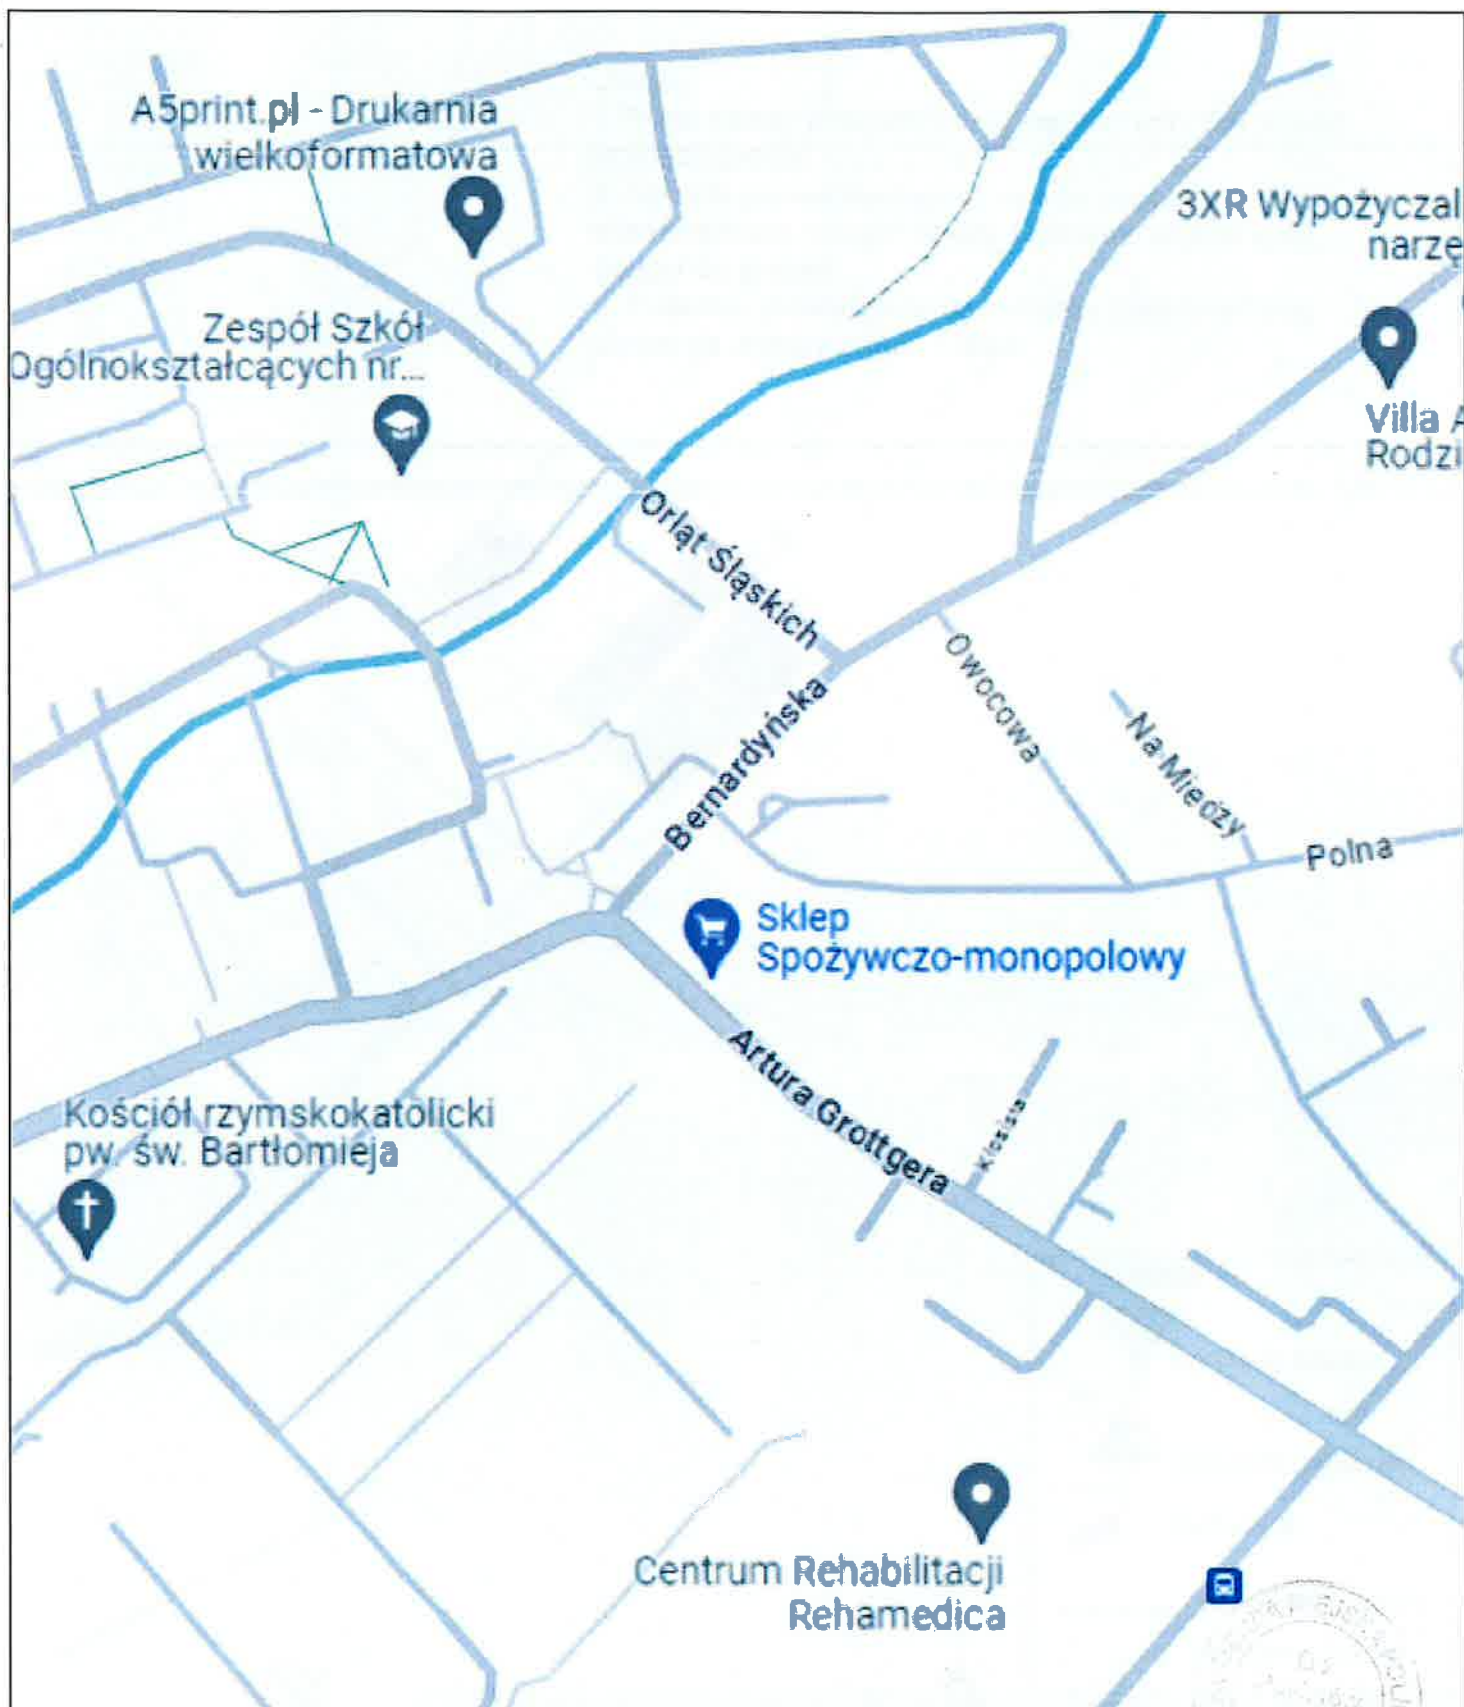 A5print.pl - Drukarnia
wielkoformatowa
3XR Wypożyczal
narzę
Zespół Szkół
Ogólnokształcących nr...
Villa A
Rodzi
Orląt Śląskich
Owocowa
Bernardyńska
Na Miedzy
Polna
Sklep
Spożywczo-monopolowy
Artura Grottgera
Kłosista
Kościół rzymskokatolicki
pw. św. Bartłomieja
Centrum Rehabilitacji
Rehamedica